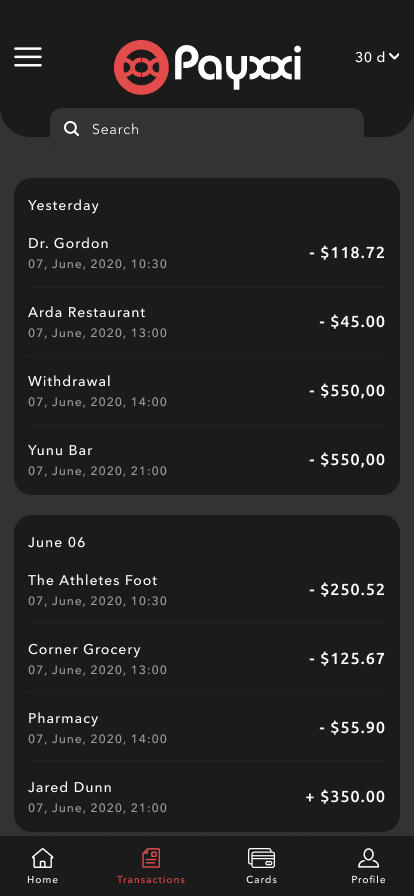 Payxxi
30 d
Search
Yesterday
Dr. Gordon
- $118.72
07, June, 2020, 10:30
Arda Restaurant
- $45.00
07, June, 2020, 13:00
Withdrawal
- $550,00
07, June, 2020, 14:00
Yunu Bar
- $550,00
07, June, 2020, 21:00
June 06
The Athletes Foot
- $250.52
07, June, 2020, 10:30
Corner Grocery
- $125.67
07, June, 2020, 13:00
Pharmacy
- $55.90
07, June, 2020, 14:00
Jared Dunn
+ $350.00
07, June, 2020, 21:00
Home
Transactions
Cards
Profile